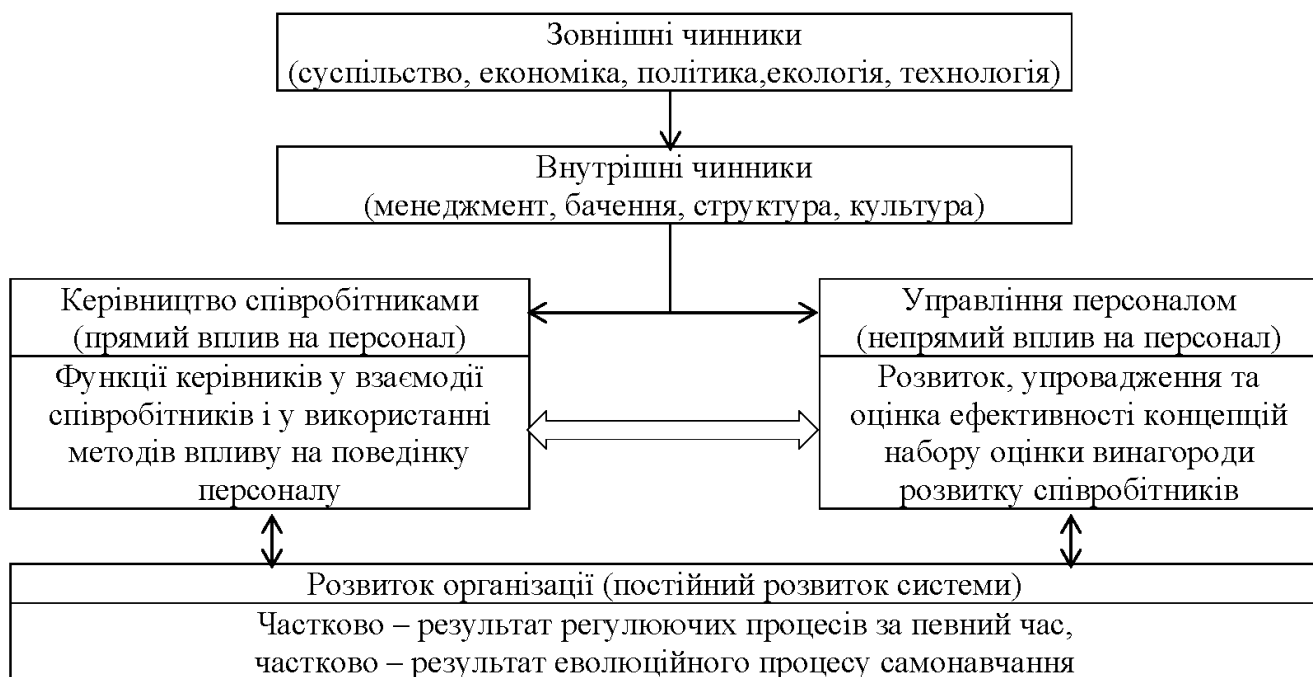 Зовнішні чинники
(суспільство, економіка, політика,екологія, технологія)
Внутрішні чинники
(менеджмент, бачення, структура, культура)
Керівництво співробітниками
(прямий вплив на персонал)
Функції керівників у взаємодії
співробітників і у використанні
методів впливу на поведінку
персоналу
Управління персоналом
(непрямий вплив на персонал)
Розвиток, упровадження та
оцінка ефективності концепцій
набору оцінки винагороди
розвитку співробітників
Розвиток організації (постійний розвиток системи)
Частково – результат регулюючих процесів за певний час,
частково – результат еволюційного процесу самонавчання